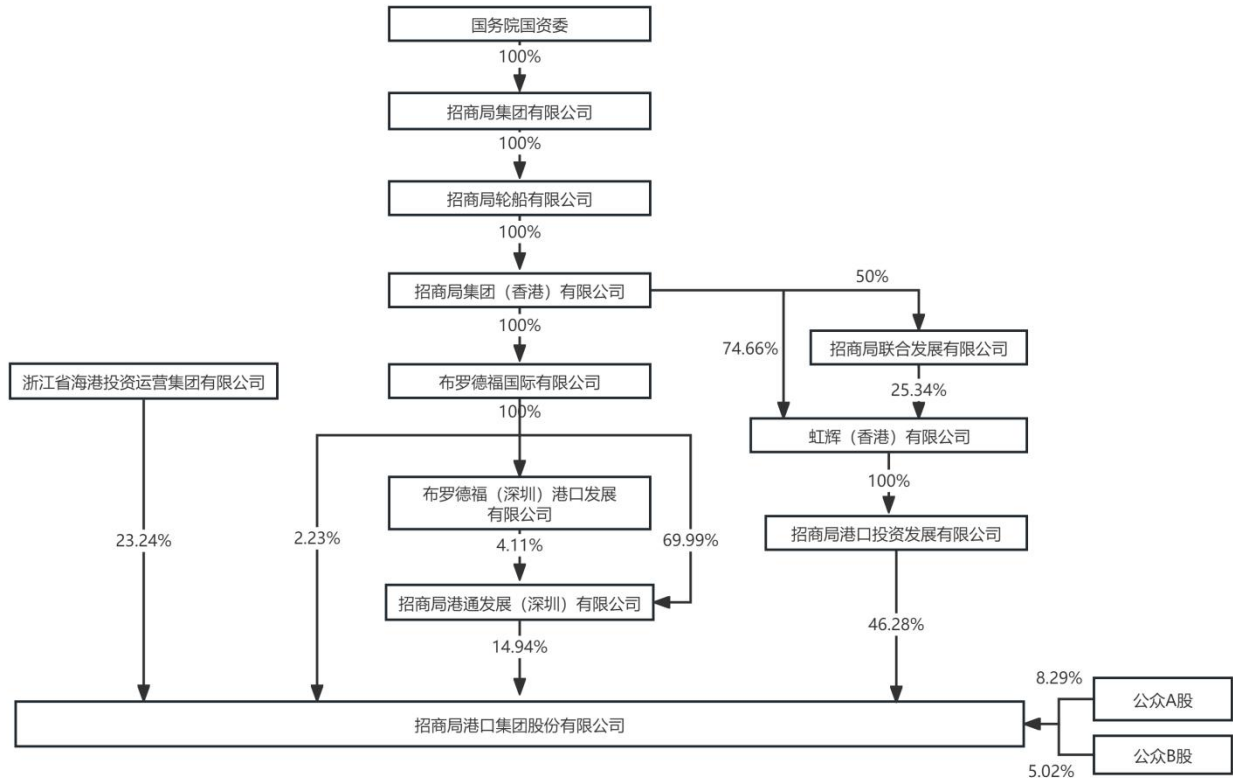 国务院国资委
100%
招商局集团有限公司
100%
招商局轮船有限公司
100%
招商局集团（香港）有限公司
50%
100%
74.66%
招商局联合发展有限公司
浙江省海港投资运营集团有限公司
布罗德福国际有限公司
25.34%
100%
虹辉（香港）有限公司
100%
布罗德福（深圳）港口发展
有限公司
招商局港口投资发展有限公司
23.24%
2.23%
4.11%
69.99%
招商局港通发展（深圳）有限公司
46.28%
14.94%
8.29%
公众A股
招商局港口集团股份有限公司
公众B股
5.02%